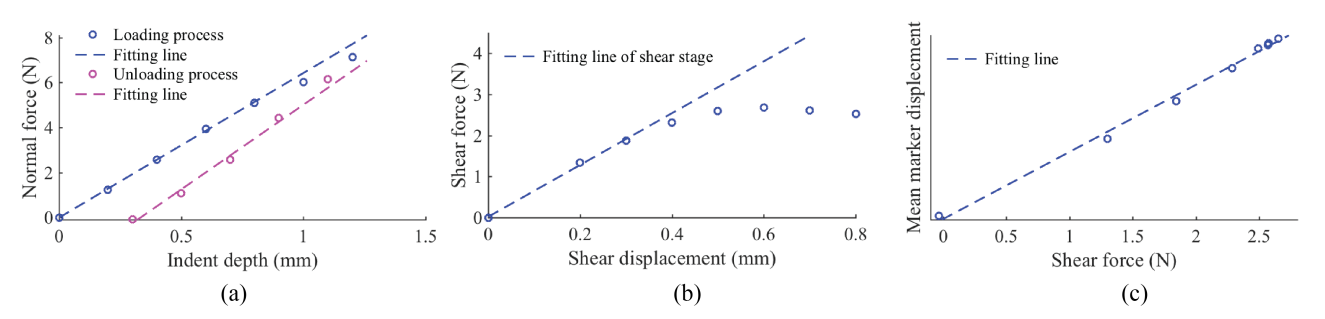 Normal force (N)
8
6
4
2
0
Loading process
Fitting line
Unloading process
Fitting line
0
0.5
1
1.5
Indent depth (mm)
(a)
Shear force (N)
4
3
2
1
0
Fitting line of shear stage
0
0.2
0.4
0.6
0.8
Shear displacement (mm)
(b)
Mean marker displecment
Fitting line
0
0.5
1
1.5
2
2.5
Shear force (N)
(c)